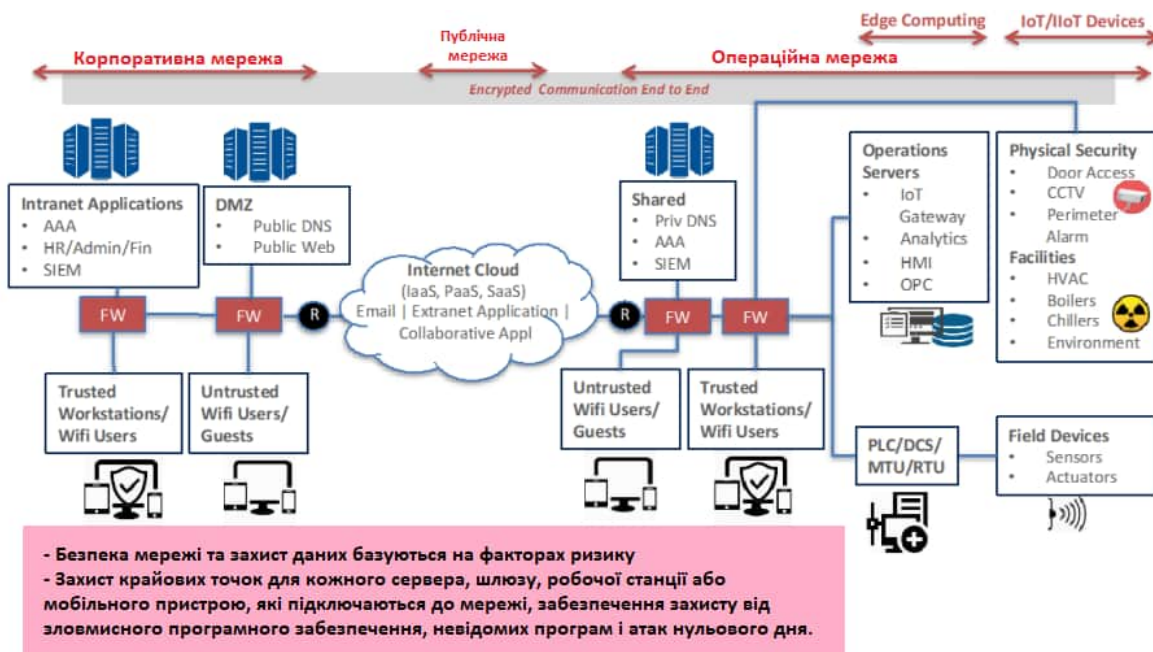 Edge Computing
IoT/IIoT Devices
Корпоративна мережа
Публічна
мережа
Операційна мережа
Encrypted Communication End to End
Intranet Applications
• AAA
• HR/Admin/Fin
• SIEM
DMZ
• Public DNS
• Public Web
Internet Cloud
(IaaS, PaaS, SaaS)
Email | Extranet Application |
Collaborative Appl
Shared
• Priv DNS
• AAA
• SIEM
Operations
Servers
• IoT
Gateway
• Analytics
• HMI
• OPC
Physical Security
• Door Access
• CCTV
• Perimeter
Alarm
Facilities
• HVAC
• Boilers
• Chillers
• Environment
FW
FW
R
R
FW
FW
Trusted
Workstations/
Wifi Users
Untrusted
Wifi Users/
Guests
Untrusted
Wifi Users/
Guests
Trusted
Workstations/
Wifi Users
PLC/DCS/
MTU/RTU
Field Devices
• Sensors
• Actuators
- Безпека мережі та захист даних базуються на факторах ризику
- Захист крайових точок для кожного сервера, шлюзу, робочої станції або
мобільного пристрою, які підключаються до мережі, забезпечення захисту від
зловмисного програмного забезпечення, невідомих програм і атак нульового дня.